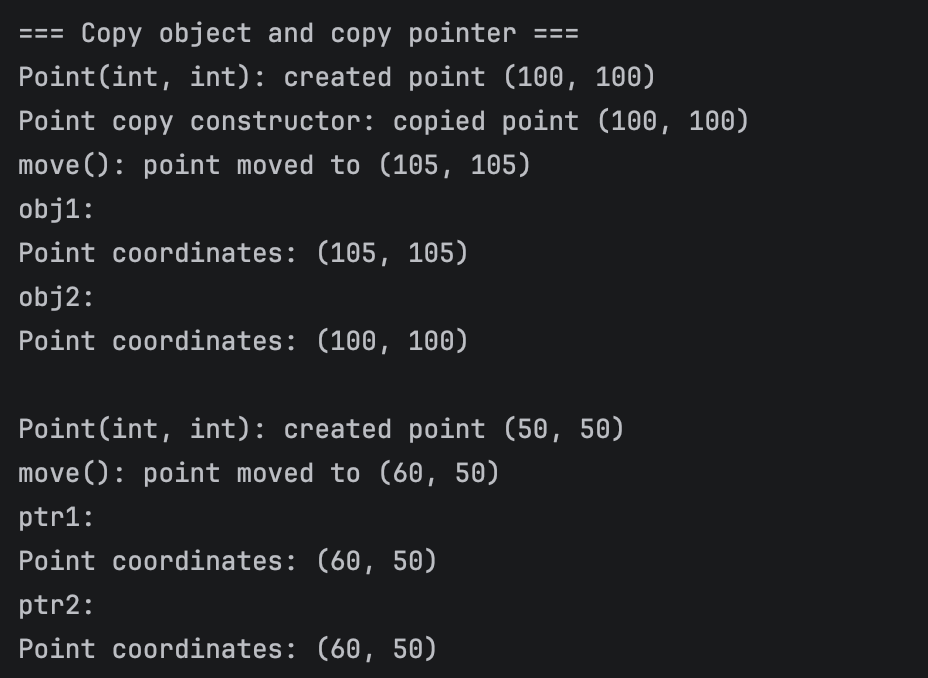 === Copy object and copy pointer ===
Point(int, int): created point (100, 100)
Point copy constructor: copied point (100, 100)
move(): point moved to (105, 105)
obj1:
Point coordinates: (105, 105)
obj2:
Point coordinates: (100, 100)

Point(int, int): created point (50, 50)
move(): point moved to (60, 50)
ptr1:
Point coordinates: (60, 50)
ptr2:
Point coordinates: (60, 50)